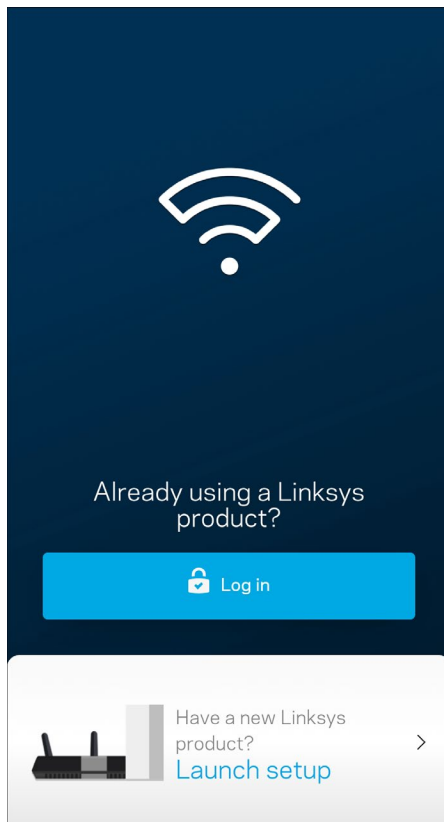 Already using a Linksys
product?
Log in
Have a new Linksys
product?
Launch setup